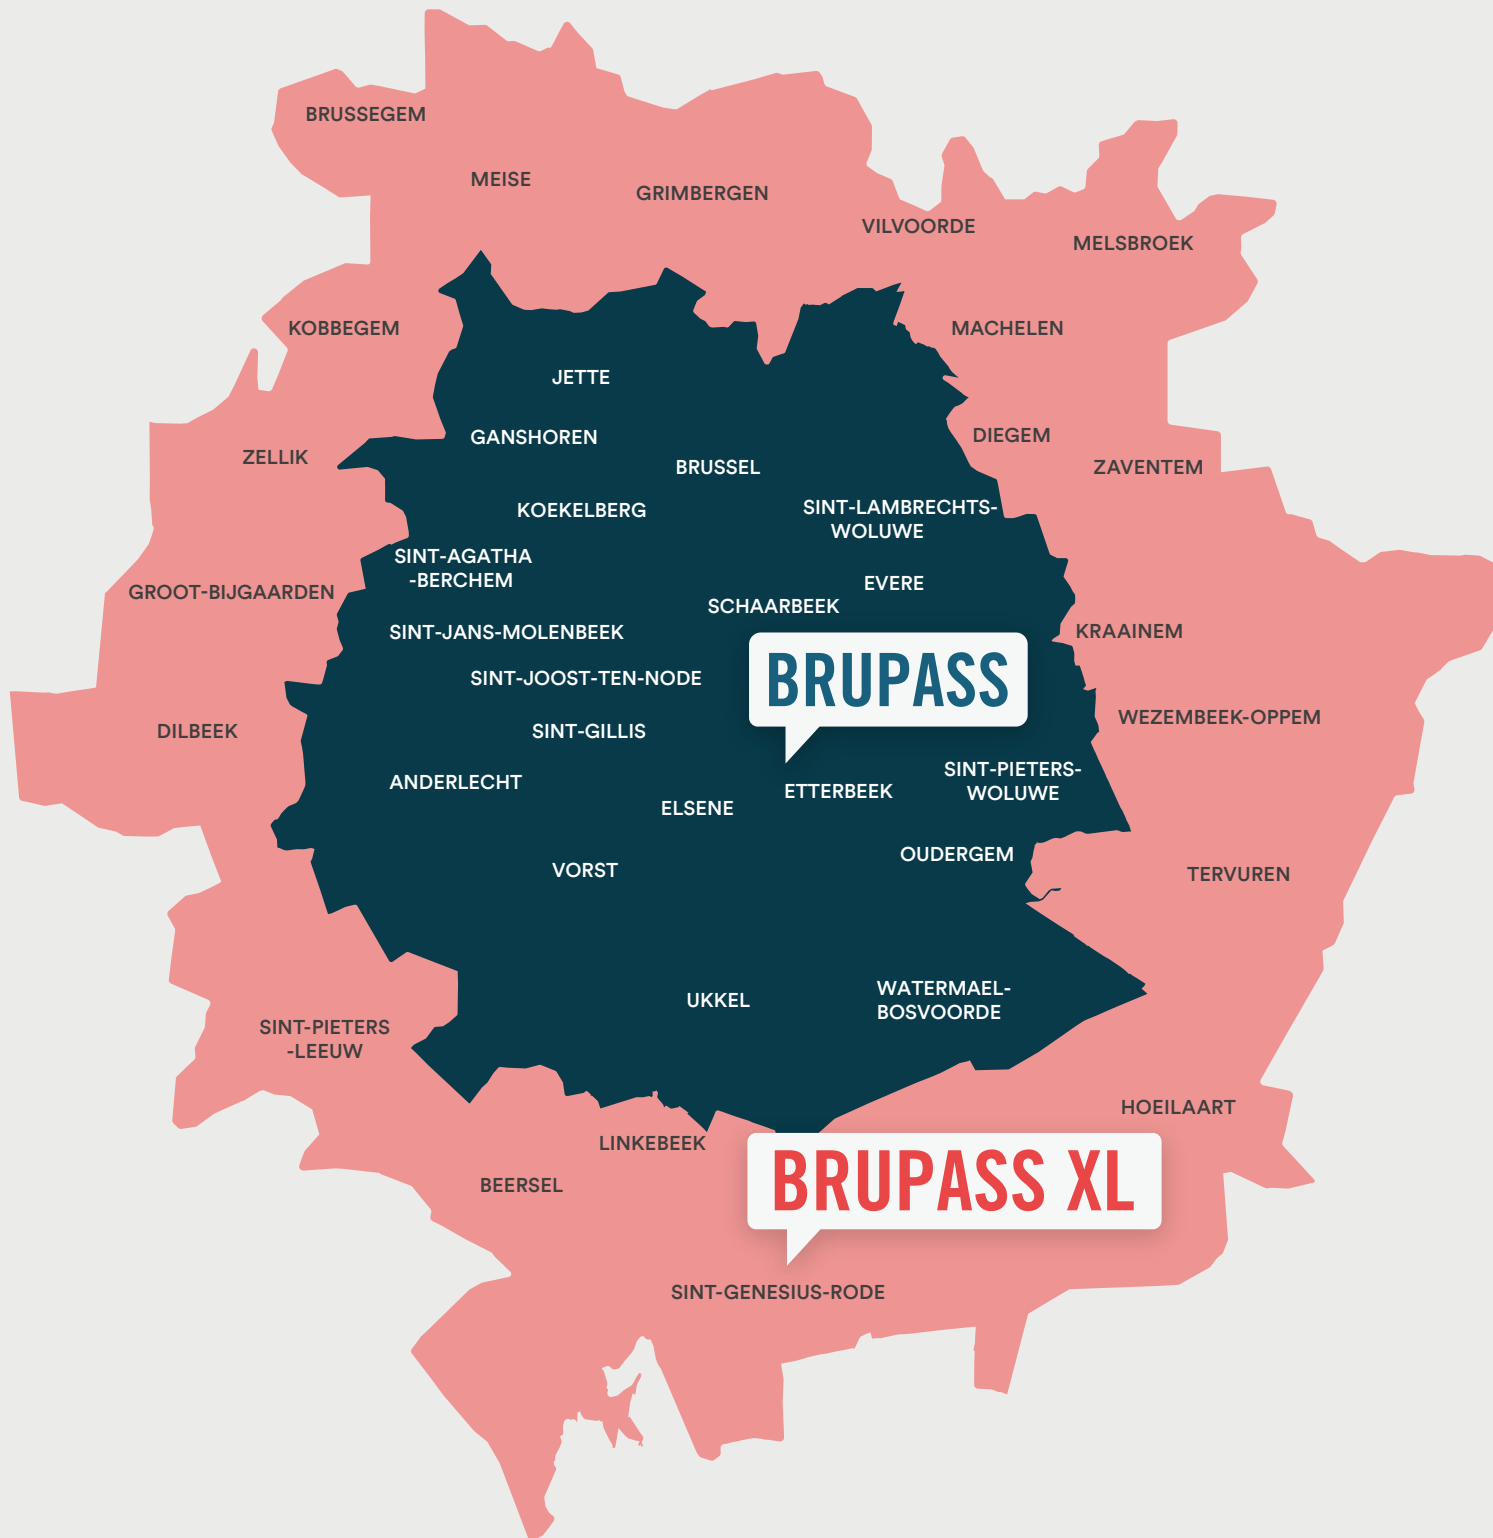 BRUSSEGEM
MEISE
GRIMBERGEN
VILVOORDE
MELSBROEK
KOBBEGEM
MACHELEN
JETTE
GANSHOREN
DIEGEM
ZELLIK
BRUSSEL
ZAVENTEM
KOEKELBERG
SINT-LAMBRECHTS-
WOLUWE
SINT-AGATHA
-BERCHEM
EVERE
GROOT-BIJGAARDEN
SCHAARBEEK
SINT-JANS-MOLENBEEK
KRAAINEM
SINT-JOOST-TEN-NODE
BRUPASS
WEZEMBEEK-OPPEM
DILBEEK
SINT-GILLIS
SINT-PIETERS-
WOLUWE
ANDERLECHT
ETTERBEEK
ELSENE
OUDERGEM
VORST
TERVUREN
UKKEL
WATERMAEL-
BOSVOORDE
SINT-PIETERS
-LEEUW
HOEILAART
LINKEBEEK
BEERSEL
BRUPASS XL
SINT-GENESIUS-RODE